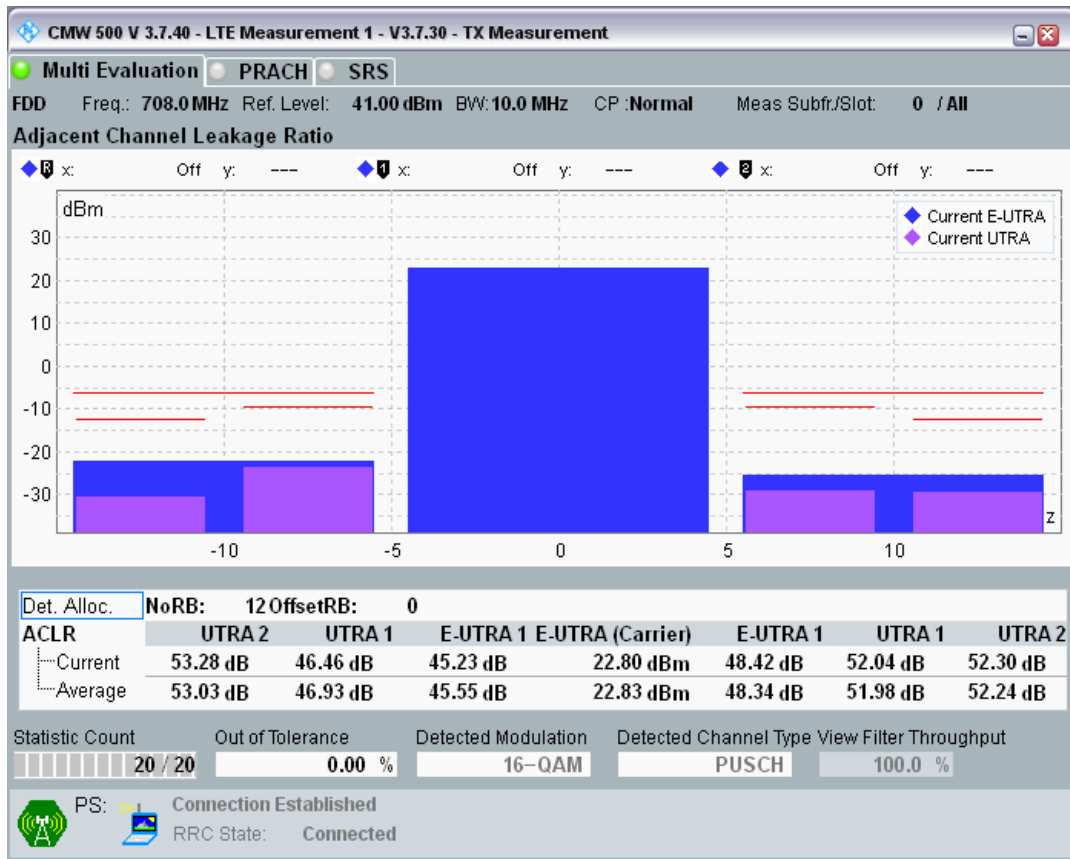 CMW 500 V 3.7.40 - LTE Measurement 1 - V3.7.30 - TX Measurement
Multi Evaluation PRACH SRS
FDD Freq.: 708.0 MHz Ref. Level: 41.00 dBm BW: 10.0 MHz CP :Normal Meas Subfr./Slot: 0 / All
Adjacent Channel Leakage Ratio
R x: Off y: --- 1 x: Off y: --- 2 x: Off y: ---
dBm
Current E-UTRA
Current UTRA
30
20
10
0
-10
-20
-30
z
-10 -5 0 5 10
Det. Alloc. NoRB: 12 OffsetRB: 0
ACLR UTRA 2 UTRA 1 E-UTRA 1 E-UTRA (Carrier) E-UTRA 1 UTRA 1 UTRA 2
Current 53.28 dB 46.46 dB 45.23 dB 22.80 dBm 48.42 dB 52.04 dB 52.30 dB
Average 53.03 dB 46.93 dB 45.55 dB 22.83 dBm 48.34 dB 51.98 dB 52.24 dB
Statistic Count Out of Tolerance Detected Modulation Detected Channel Type View Filter Throughput
20 / 20 0.00 % 16-QAM PUSCH 100.0 %
PS: Connection Established
RRC State: Connected